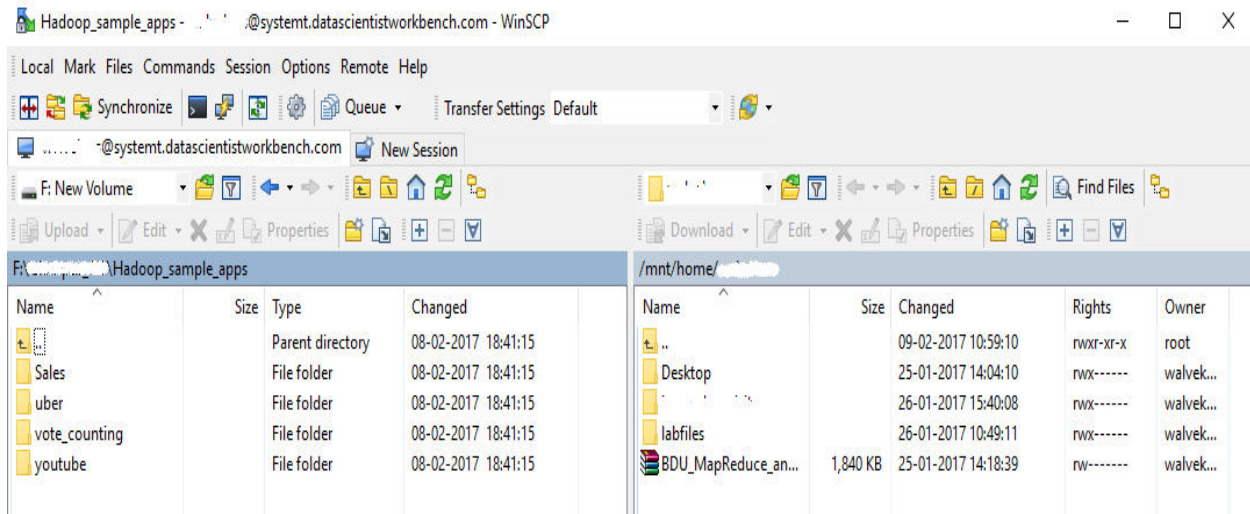 Hadoop_sample_apps - @systemt.datascientistworkbench.com - WinSCP
Local Mark Files Commands Session Options Remote Help
Synchronize Queue Transfer Settings Default
@systemt.datascientistworkbench.com New Session
F: New Volume Find Files
Upload Edit Properties Download Edit Properties
F:\ \Hadoop_sample_apps /mnt/home/
Name Size Type Changed Name Size Changed Rights Owner
.. Parent directory 08-02-2017 18:41:15 .. 09-02-2017 10:59:10 rwxr-xr-x root
Sales File folder 08-02-2017 18:41:15 Desktop 25-01-2017 14:04:10 rwx------ walvek...
uber File folder 08-02-2017 18:41:15 26-01-2017 15:40:08 rwx------ walvek...
vote_counting File folder 08-02-2017 18:41:15 labfiles 26-01-2017 10:49:11 rwx------ walvek...
youtube File folder 08-02-2017 18:41:15 BDU_MapReduce_an... 1,840 KB 25-01-2017 14:18:39 rw------- walvek...